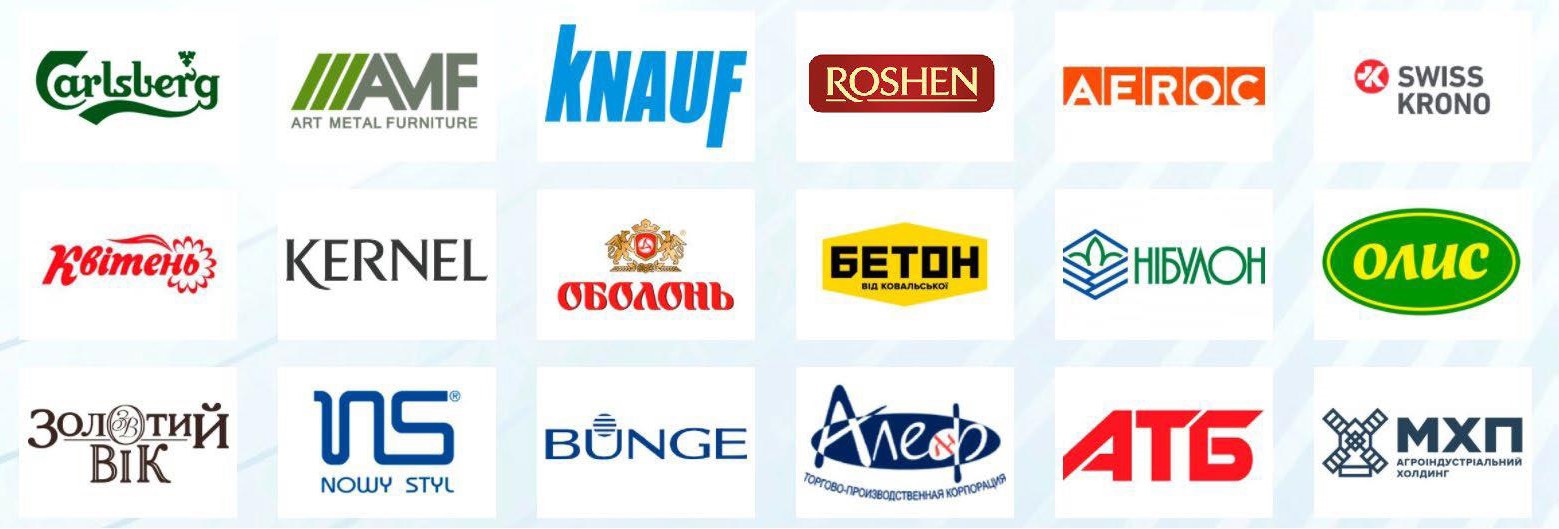 Carlsberg
AMF
ART METAL FURNITURE
KNAUF
ROSHEN
AEROC
K SWISS
KRONO
Квітень
KERNEL
®
ОБОЛОНЬ
БЕТОН
ВІД КОВАЛЬСЬКОЇ
НІБУЛОН
ОЛИС
ЗОЛОТИЙ
ЗВ
ВІК
NS®
NOWY STYL
BUNGE
Алеф
ТОРГОВО-ПРОИЗВОДСТВЕННАЯ КОРПОРАЦИЯ
АТБ
МХП
АГРОІНДУСТРІАЛЬНИЙ
ХОЛДИНГ